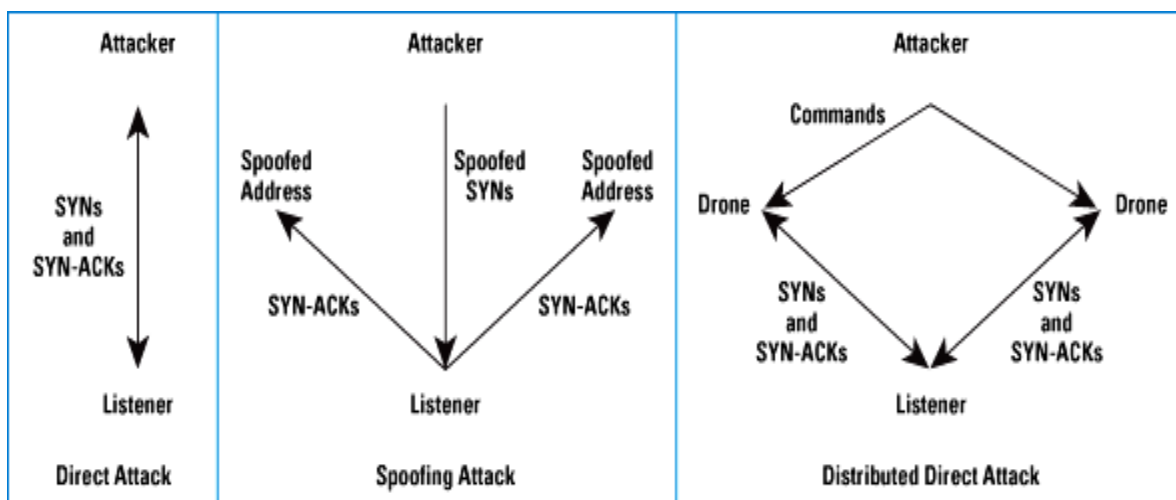 Attacker
SYNs
and
SYN-ACKs
Listener
Direct Attack
Attacker
Spoofed
Address
Spoofed
SYNs
Spoofed
Address
SYN-ACKs
SYN-ACKs
Listener
Spoofing Attack
Attacker
Commands
Drone
Drone
SYNs
and
SYN-ACKs
SYNs
and
SYN-ACKs
Listener
Distributed Direct Attack